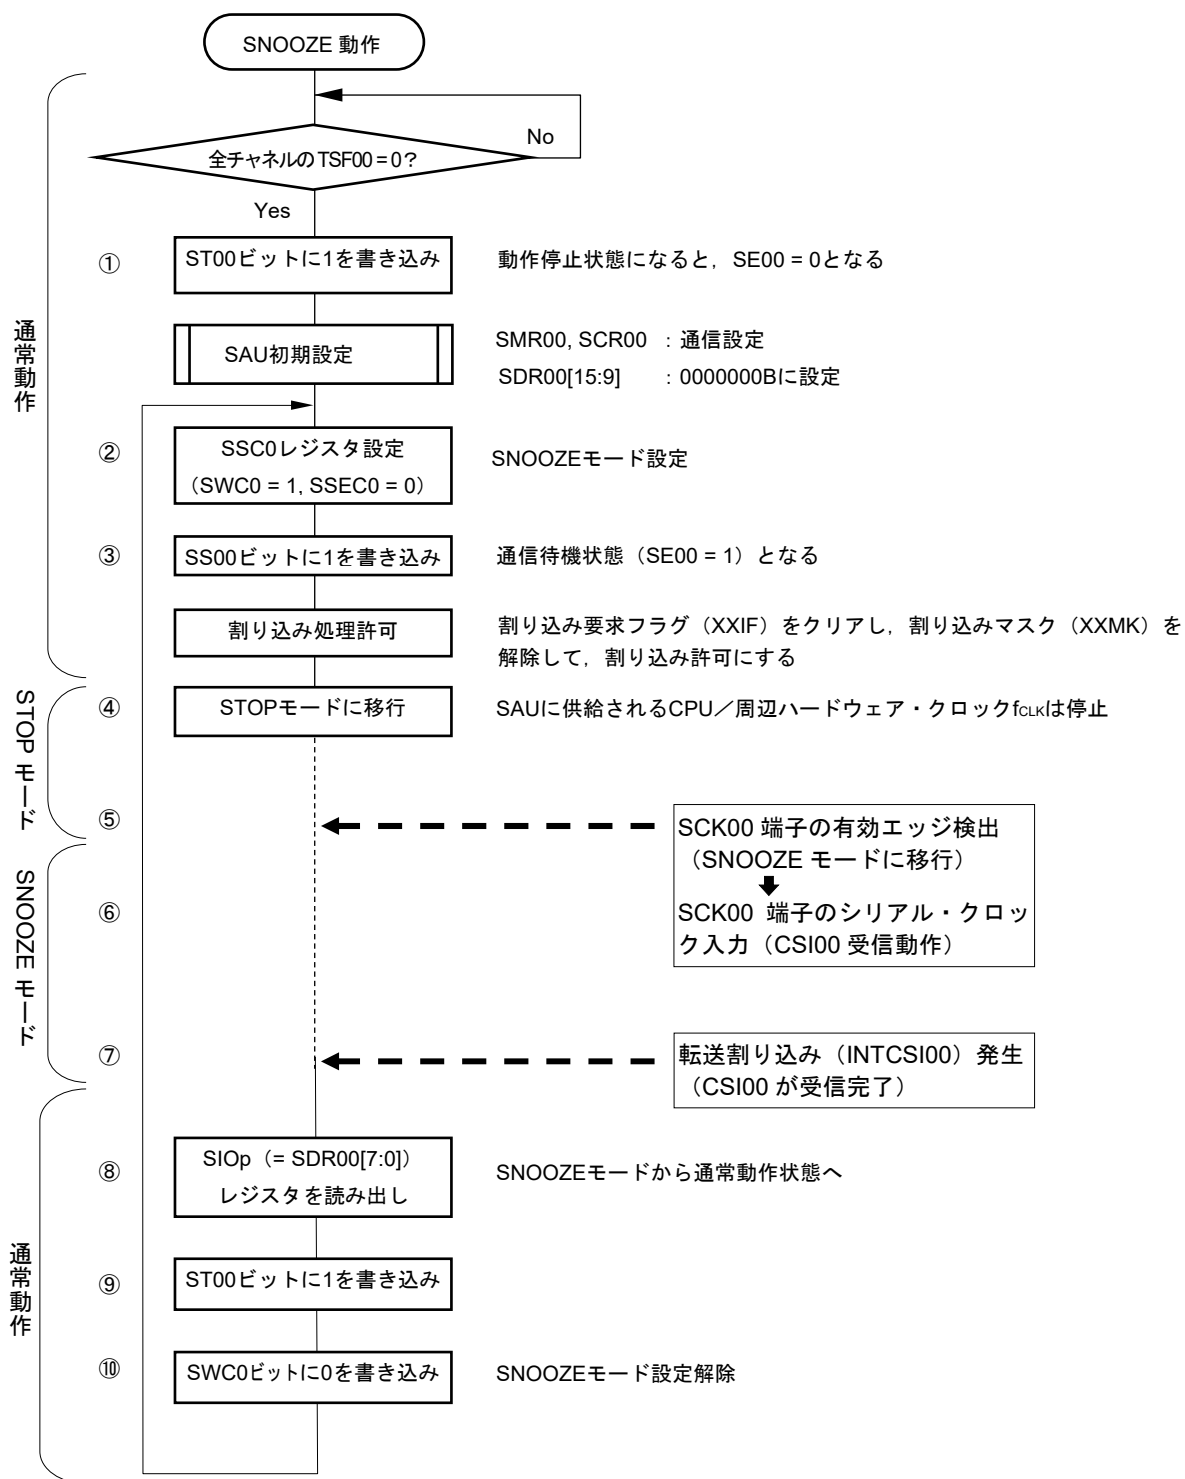 SNOOZE 動作
No
全チャネルのTSF00 = 0?
Yes
通常動作
① ST00ビットに1を書き込み 動作停止状態になると，SE00 = 0となる
SAU初期設定
SMR00, SCR00 ：通信設定
SDR00[15:9] ：0000000Bに設定
② SSC0レジスタ設定
（SWC0 = 1, SSEC0 = 0）
SNOOZEモード設定
③ SS00ビットに1を書き込み 通信待機状態（SE00 = 1）となる
割り込み処理許可
割り込み要求フラグ（XXIF）をクリアし，割り込みマスク（XXMK）を
解除して，割り込み許可にする
STOP モード
④ STOPモードに移行 SAUに供給されるCPU／周辺ハードウェア・クロックfCLKは停止
⑤
SCK00 端子の有効エッジ検出
（SNOOZE モードに移行）
SNOOZE モード
⑥
SCK00 端子のシリアル・クロッ
ク入力（CSI00 受信動作）
⑦
転送割り込み（INTCSI00）発生
（CSI00 が受信完了）
通常動作
⑧ SIOp（= SDR00[7:0]）
レジスタを読み出し
SNOOZEモードから通常動作状態へ
⑨ ST00ビットに1を書き込み
⑩ SWC0ビットに0を書き込み SNOOZEモード設定解除